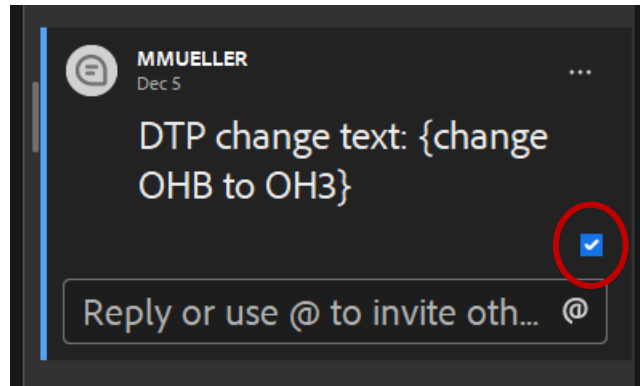 MMUELLER
Dec 5
...
DTP change text: {change
OHB to OH3}
Reply or use @ to invite oth... @